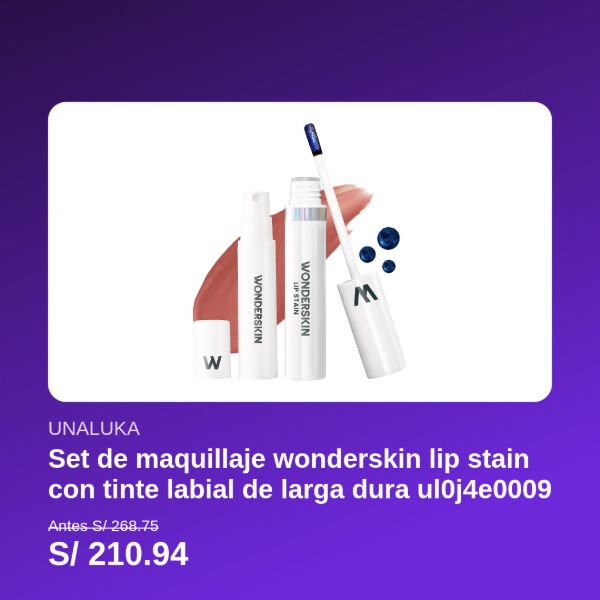 WONDERSKIN
WONDERSKIN
LIP STAIN
W
UNALUKA
Set de maquillaje wonderskin lip stain
con tinte labial de larga dura ul0j4e0009
Antes S/ 268.75
S/ 210.94